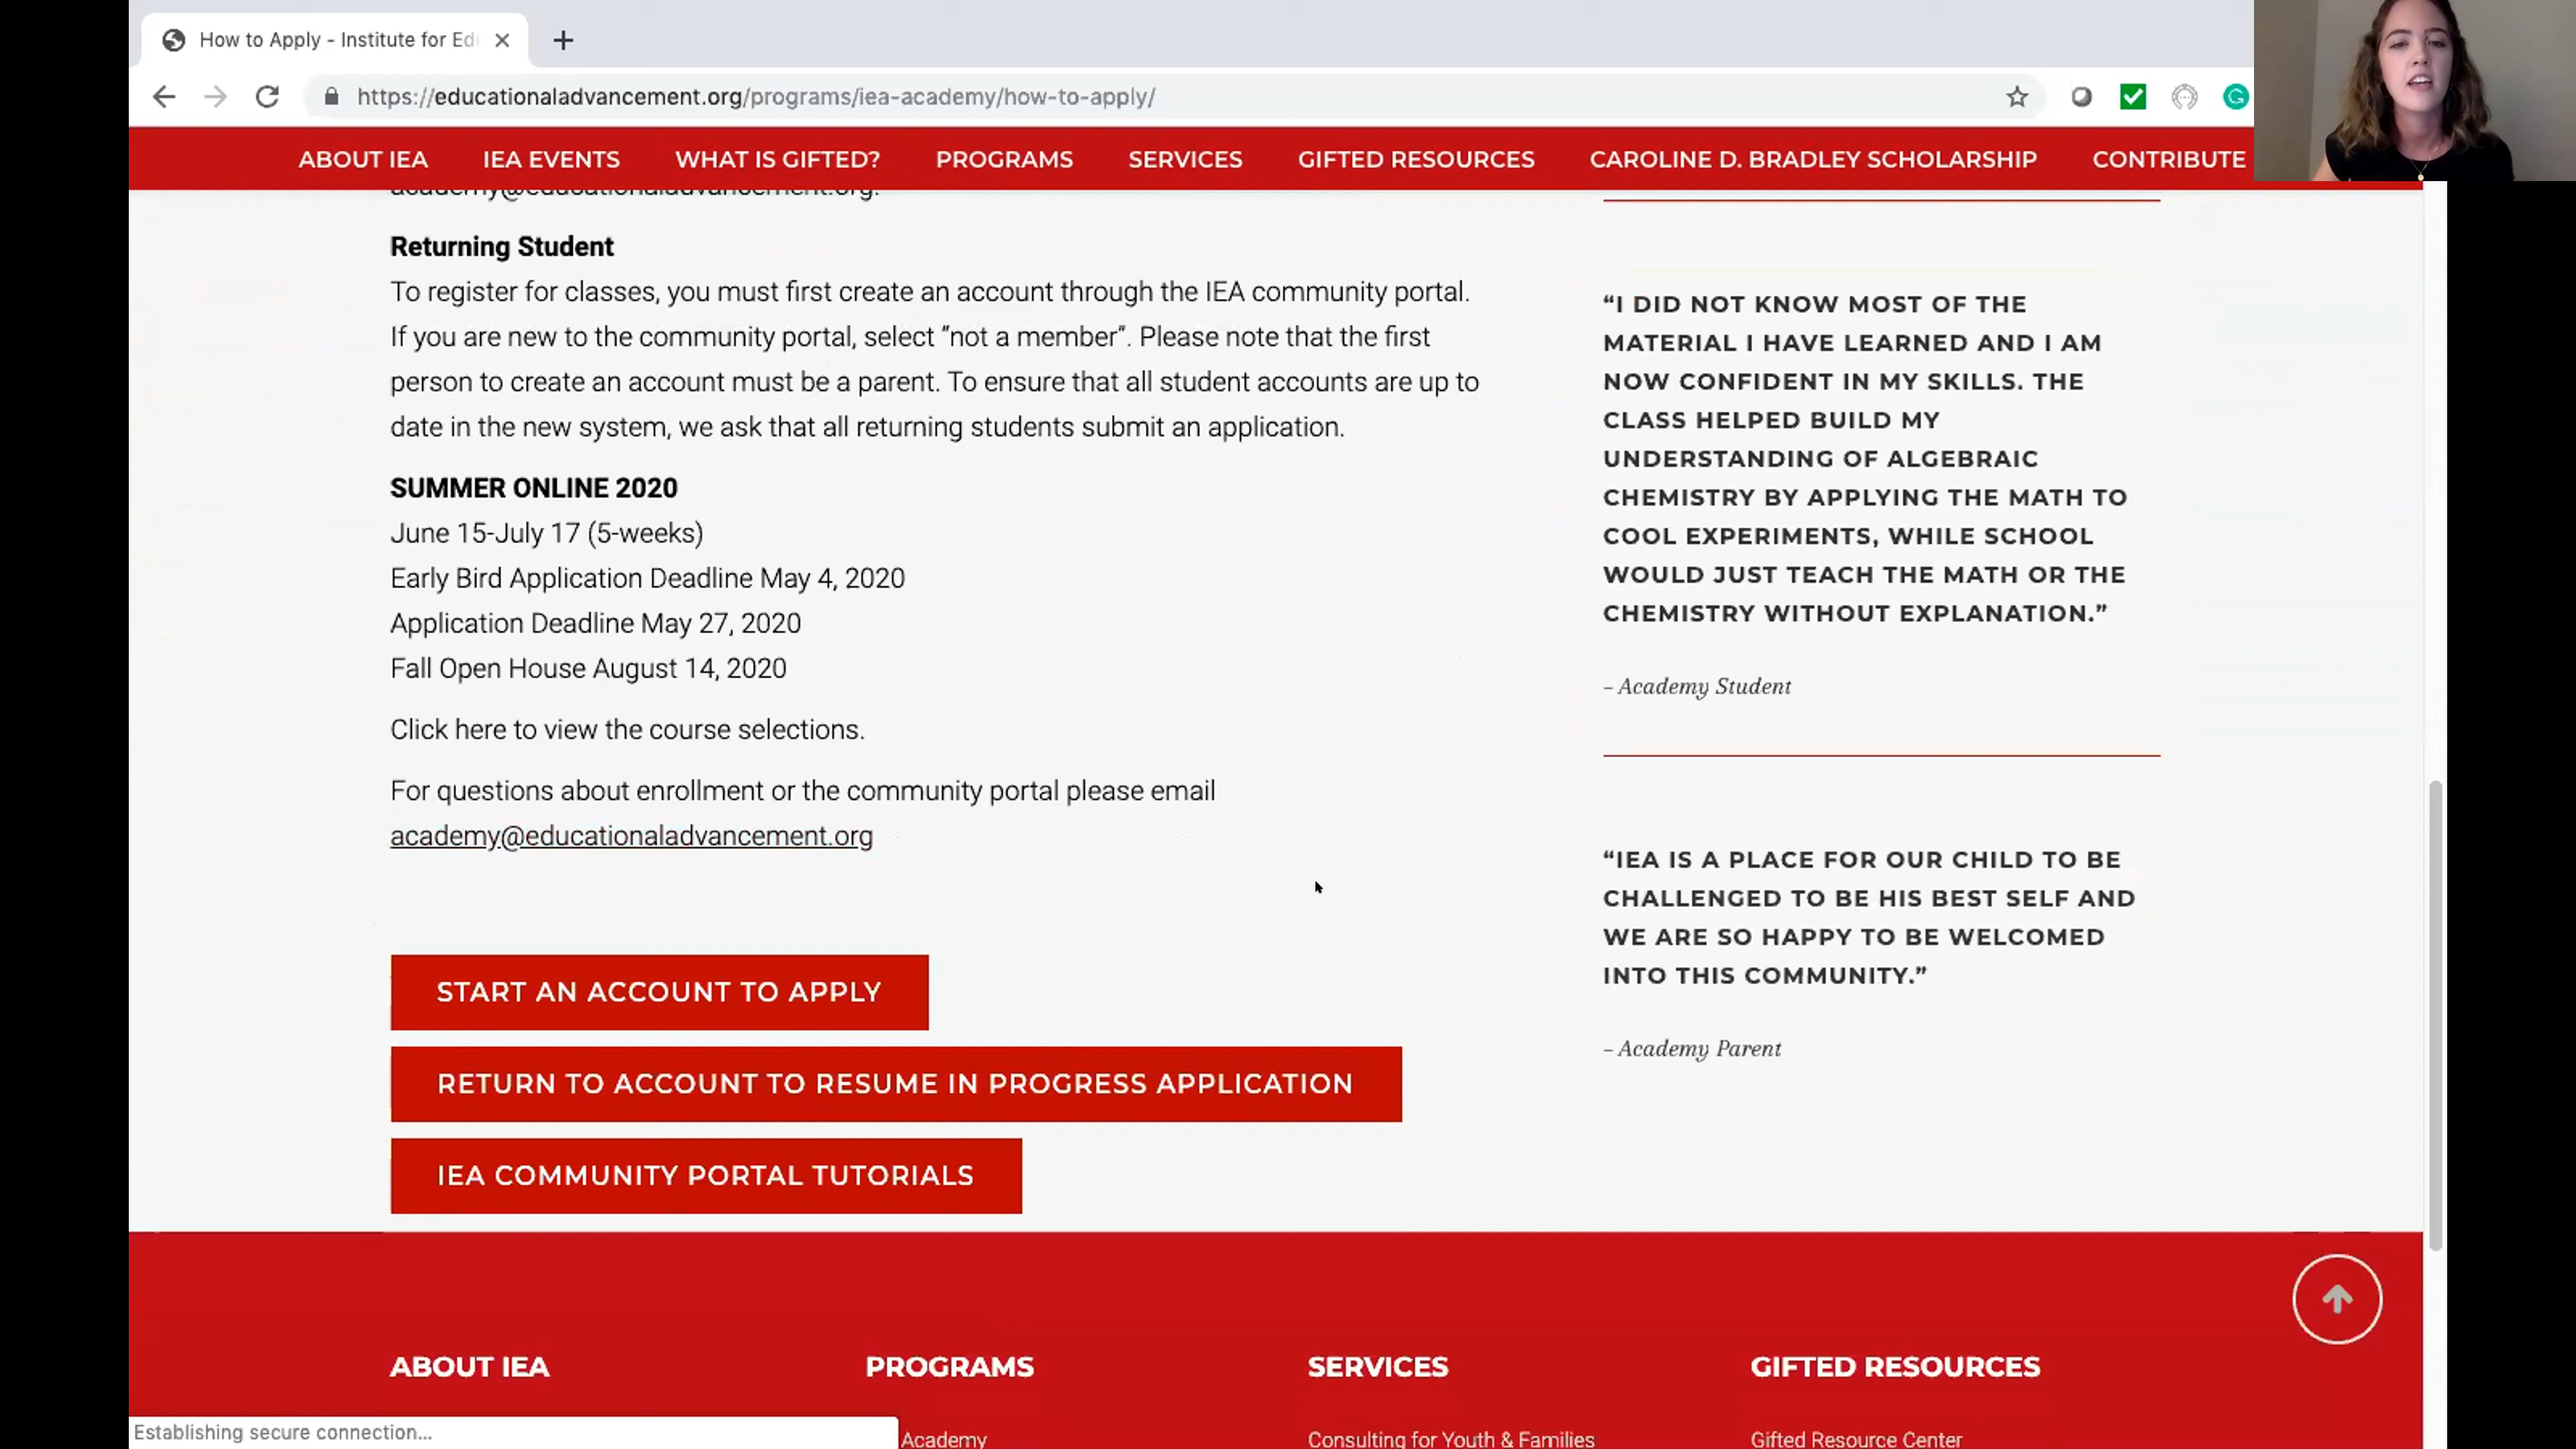 How to Apply - Institute for Ed
https://educationaladvancement.org/programs/iea-academy/how-to-apply/
ABOUT IEA IEA EVENTS WHAT IS GIFTED? PROGRAMS SERVICES GIFTED RESOURCES CAROLINE D. BRADLEY SCHOLARSHIP CONTRIBUTE
academy@educationaladvancement.org.
Returning Student
To register for classes, you must first create an account through the IEA community portal.
If you are new to the community portal, select “not a member”. Please note that the first
person to create an account must be a parent. To ensure that all student accounts are up to
date in the new system, we ask that all returning students submit an application.
SUMMER ONLINE 2020
June 15-July 17 (5-weeks)
Early Bird Application Deadline May 4, 2020
Application Deadline May 27, 2020
Fall Open House August 14, 2020
Click here to view the course selections.
For questions about enrollment or the community portal please email
academy@educationaladvancement.org
START AN ACCOUNT TO APPLY
RETURN TO ACCOUNT TO RESUME IN PROGRESS APPLICATION
IEA COMMUNITY PORTAL TUTORIALS
“I DID NOT KNOW MOST OF THE
MATERIAL I HAVE LEARNED AND I AM
NOW CONFIDENT IN MY SKILLS. THE
CLASS HELPED BUILD MY
UNDERSTANDING OF ALGEBRAIC
CHEMISTRY BY APPLYING THE MATH TO
COOL EXPERIMENTS, WHILE SCHOOL
WOULD JUST TEACH THE MATH OR THE
CHEMISTRY WITHOUT EXPLANATION.”
– Academy Student
“IEA IS A PLACE FOR OUR CHILD TO BE
CHALLENGED TO BE HIS BEST SELF AND
WE ARE SO HAPPY TO BE WELCOMED
INTO THIS COMMUNITY.”
– Academy Parent
ABOUT IEA PROGRAMS SERVICES GIFTED RESOURCES
Establishing secure connection...
Academy Consulting for Youth & Families Gifted Resource Center